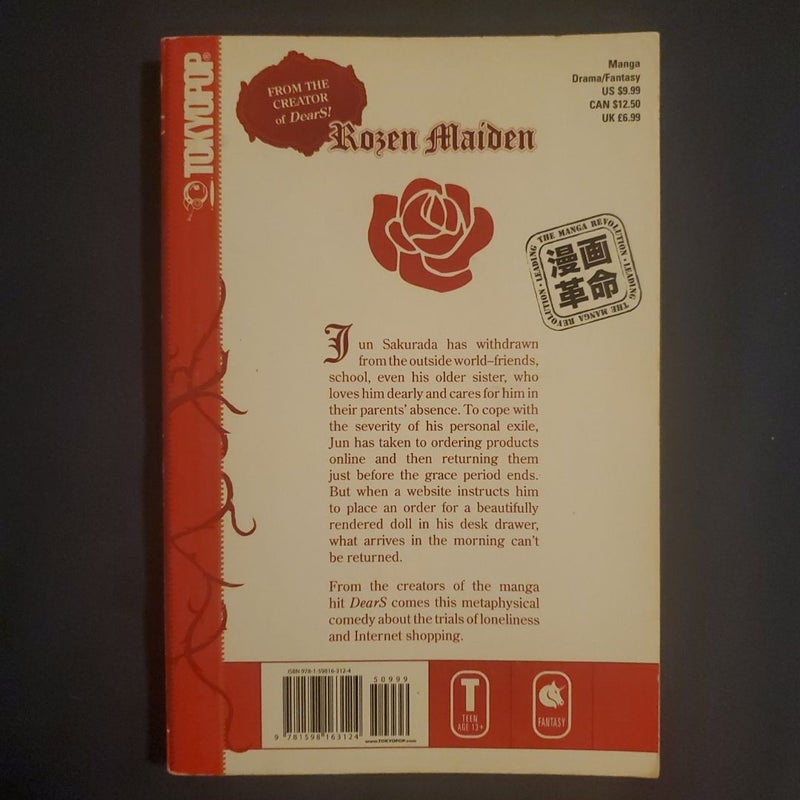 TOKYOPOP®
FROM THE
CREATOR
of DearS!
Rozen Maiden
Manga
Drama/Fantasy
US $9.99
CAN $12.50
UK £6.99
LEADING THE MANGA REVOLUTION · LEADING THE MANGA REVOLUTION ·
漫画
革命
Jun Sakurada has withdrawn
from the outside world–friends,
school, even his older sister, who
loves him dearly and cares for him in
their parents' absence. To cope with
the severity of his personal exile,
Jun has taken to ordering products
online and then returning them
just before the grace period ends.
But when a website instructs him
to place an order for a beautifully
rendered doll in his desk drawer,
what arrives in the morning can't
be returned.
From the creators of the manga
hit DearS comes this metaphysical
comedy about the trials of loneliness
and Internet shopping.
ISBN 978-1-59816-312-4
50999
9 781598 163124
www.TOKYOPOP.com
T
TEEN
AGE 13+
FANTASY